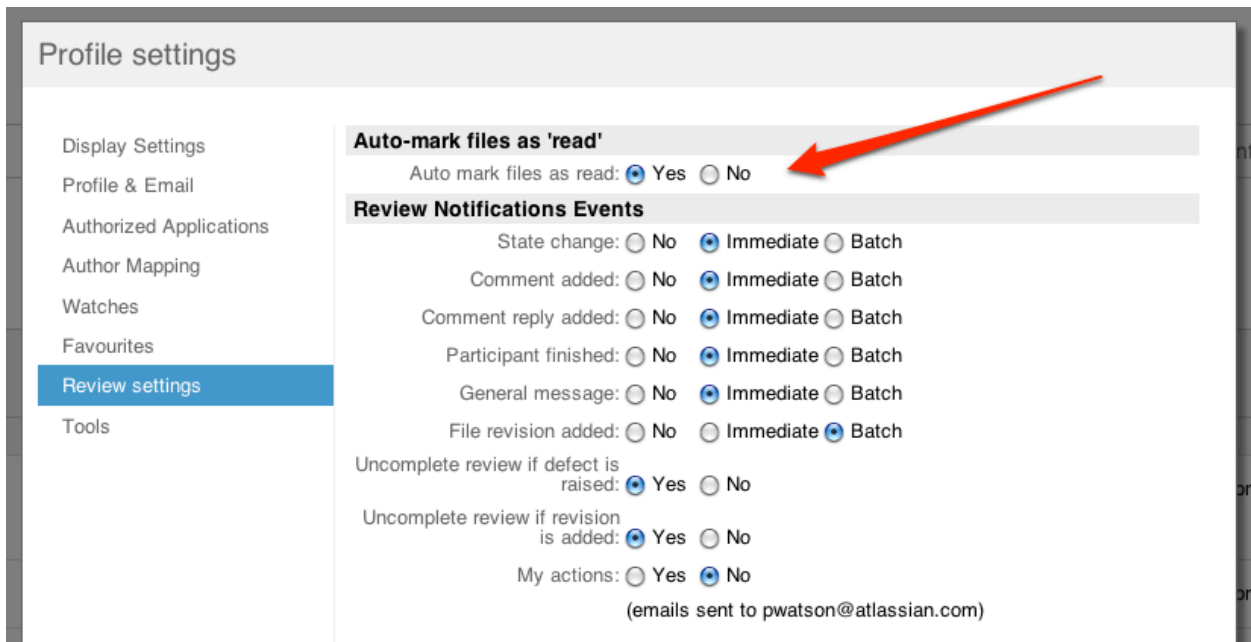 Profile settings
Display Settings
Profile & Email
Authorized Applications
Author Mapping
Watches
Favourites
Review settings
Tools
Auto-mark files as 'read'
Auto mark files as read: Yes No
Review Notifications Events
State change: No Immediate Batch
Comment added: No Immediate Batch
Comment reply added: No Immediate Batch
Participant finished: No Immediate Batch
General message: No Immediate Batch
File revision added: No Immediate Batch
Uncomplete review if defect is
raised: Yes No
Uncomplete review if revision
is added: Yes No
My actions: Yes No
(emails sent to pwatson@atlassian.com)